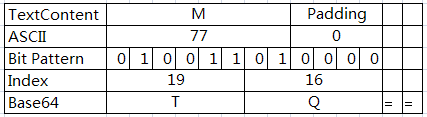 TextContent M Padding
ASCII 77 0
Bit Pattern 0 1 0 0 1 1 0 1 0 0 0 0
Index 19 16
Base64 T Q = =